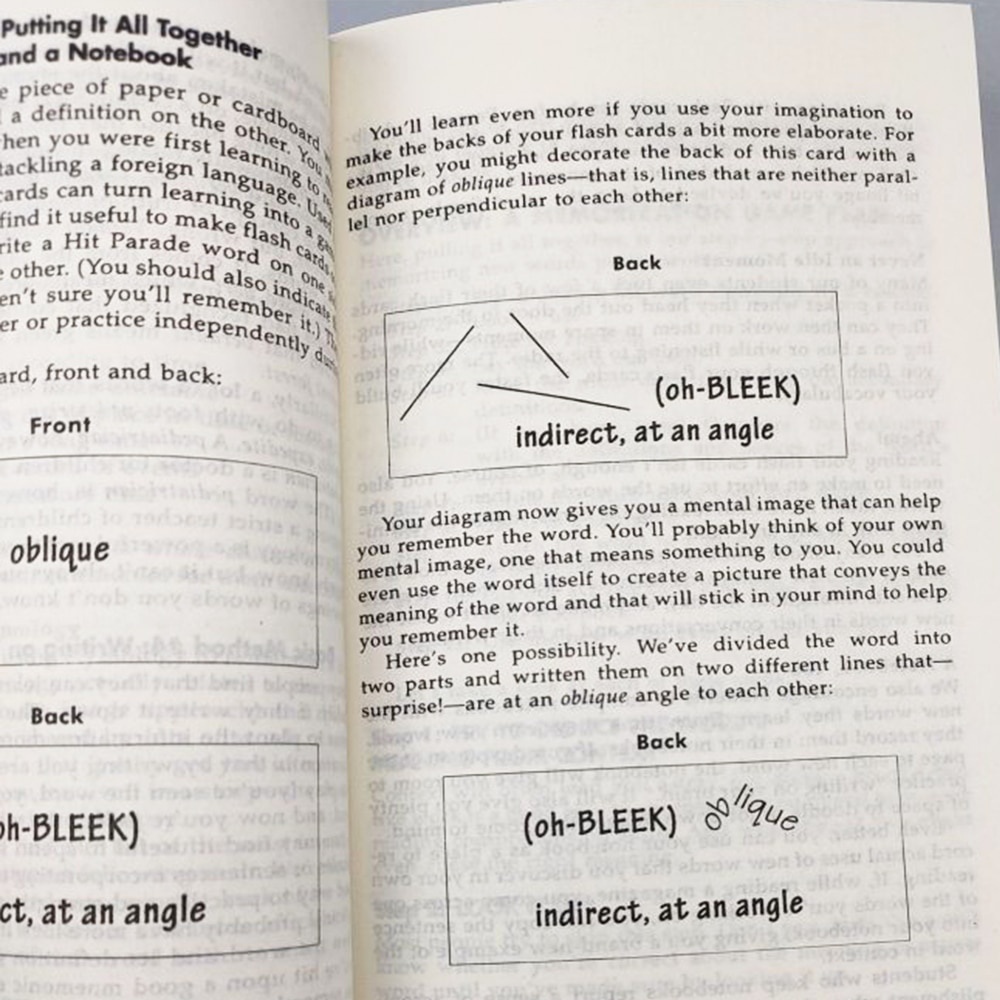 Putting It All Together
and a Notebook
piece of paper or cardboard
a definition on the other. You
when you were first learning to
tackling a foreign language.
cards can turn learning into a
find it useful to make flash cards
rite a Hit Parade word on one
other. (You should also indicate
en't sure you'll remember it.)
er or practice independently
ard, front and back:
Front
oblique
Back
oh-BLEEK)
ct, at an angle
You'll learn even more if you use your imagination to
make the backs of your flash cards a bit more elaborate. For
example, you might decorate the back of this card with a
diagram of oblique lines—that is, lines that are neither paral-
lel nor perpendicular to each other:
Back
(oh-BLEEK)
indirect, at an angle
Your diagram now gives you a mental image that can help
you remember the word. You'll probably think of your own
mental image, one that means something to you. You could
even use the word itself to create a picture that conveys the
meaning of the word and that will stick in your mind to help
you remember it.
Here's one possibility. We've divided the word into
two parts and written them on two different lines that—
surprise!—are at an oblique angle to each other:
Back
(oh-BLEEK) oblique
indirect, at an angle